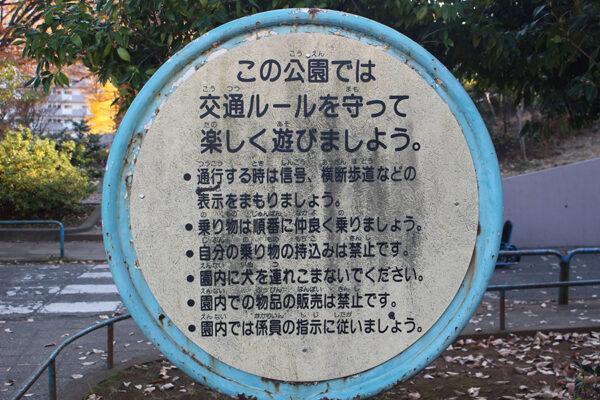 この公園では
交通ルールを守って
楽しく遊びましよう。
• 通行する時は信号、横断歩道などの
表示をまもりましょう。
• 乗り物は順番に仲良く乗りましょう。
• 自分の乗り物の持込みは禁止です。
• 園内に犬を連れこまないでください。
• 園内での物品の販売は禁止です。
• 園内では係員の指示に従いましょう。